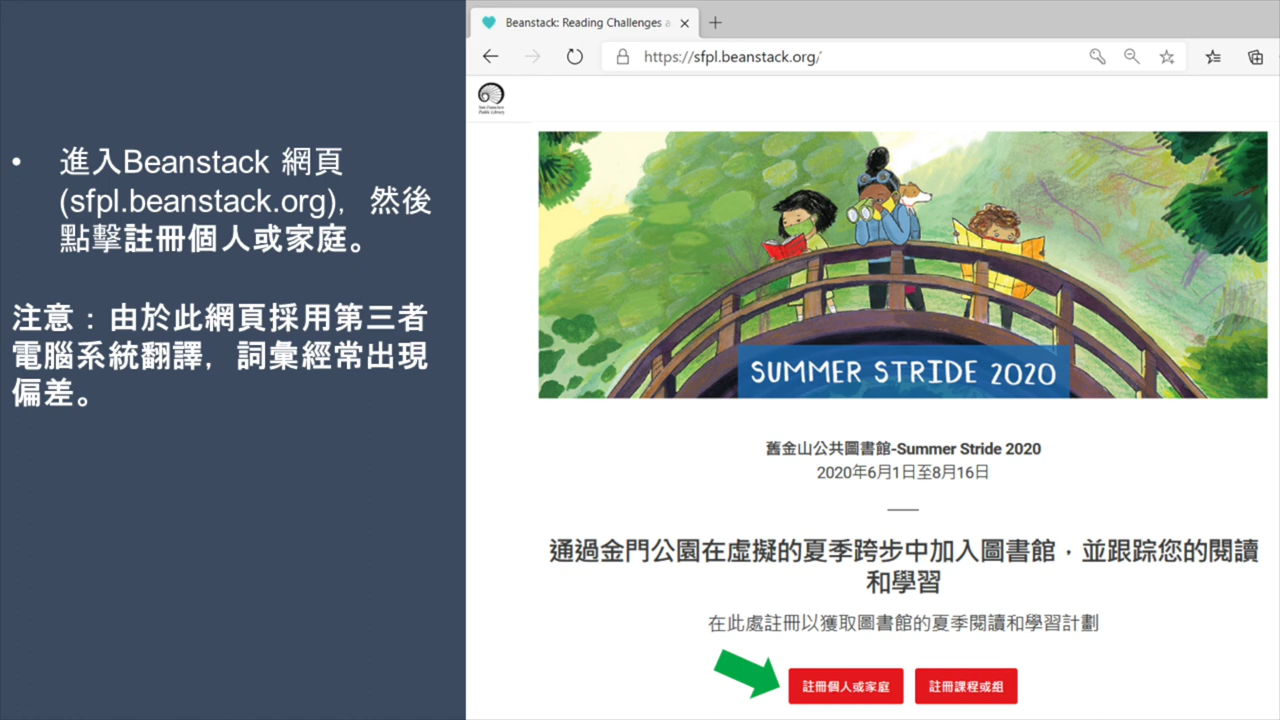 • 進入Beanstack 網頁
(sfpl.beanstack.org)，然後
點擊註冊個人或家庭。
注意：由於此網頁採用第三者
電腦系統翻譯，詞彙經常出現
偏差。
Beanstack: Reading Challenges a
https://sfpl.beanstack.org/
San Francisco
Public Library
SUMMER STRIDE 2020
舊金山公共圖書館-Summer Stride 2020
2020年6月1日至8月16日
通過金門公園在虛擬的夏季跨步中加入圖書館，並跟踪您的閱讀
和學習
在此處註冊以獲取圖書館的夏季閱讀和學習計劃
註冊個人或家庭
註冊課程或組